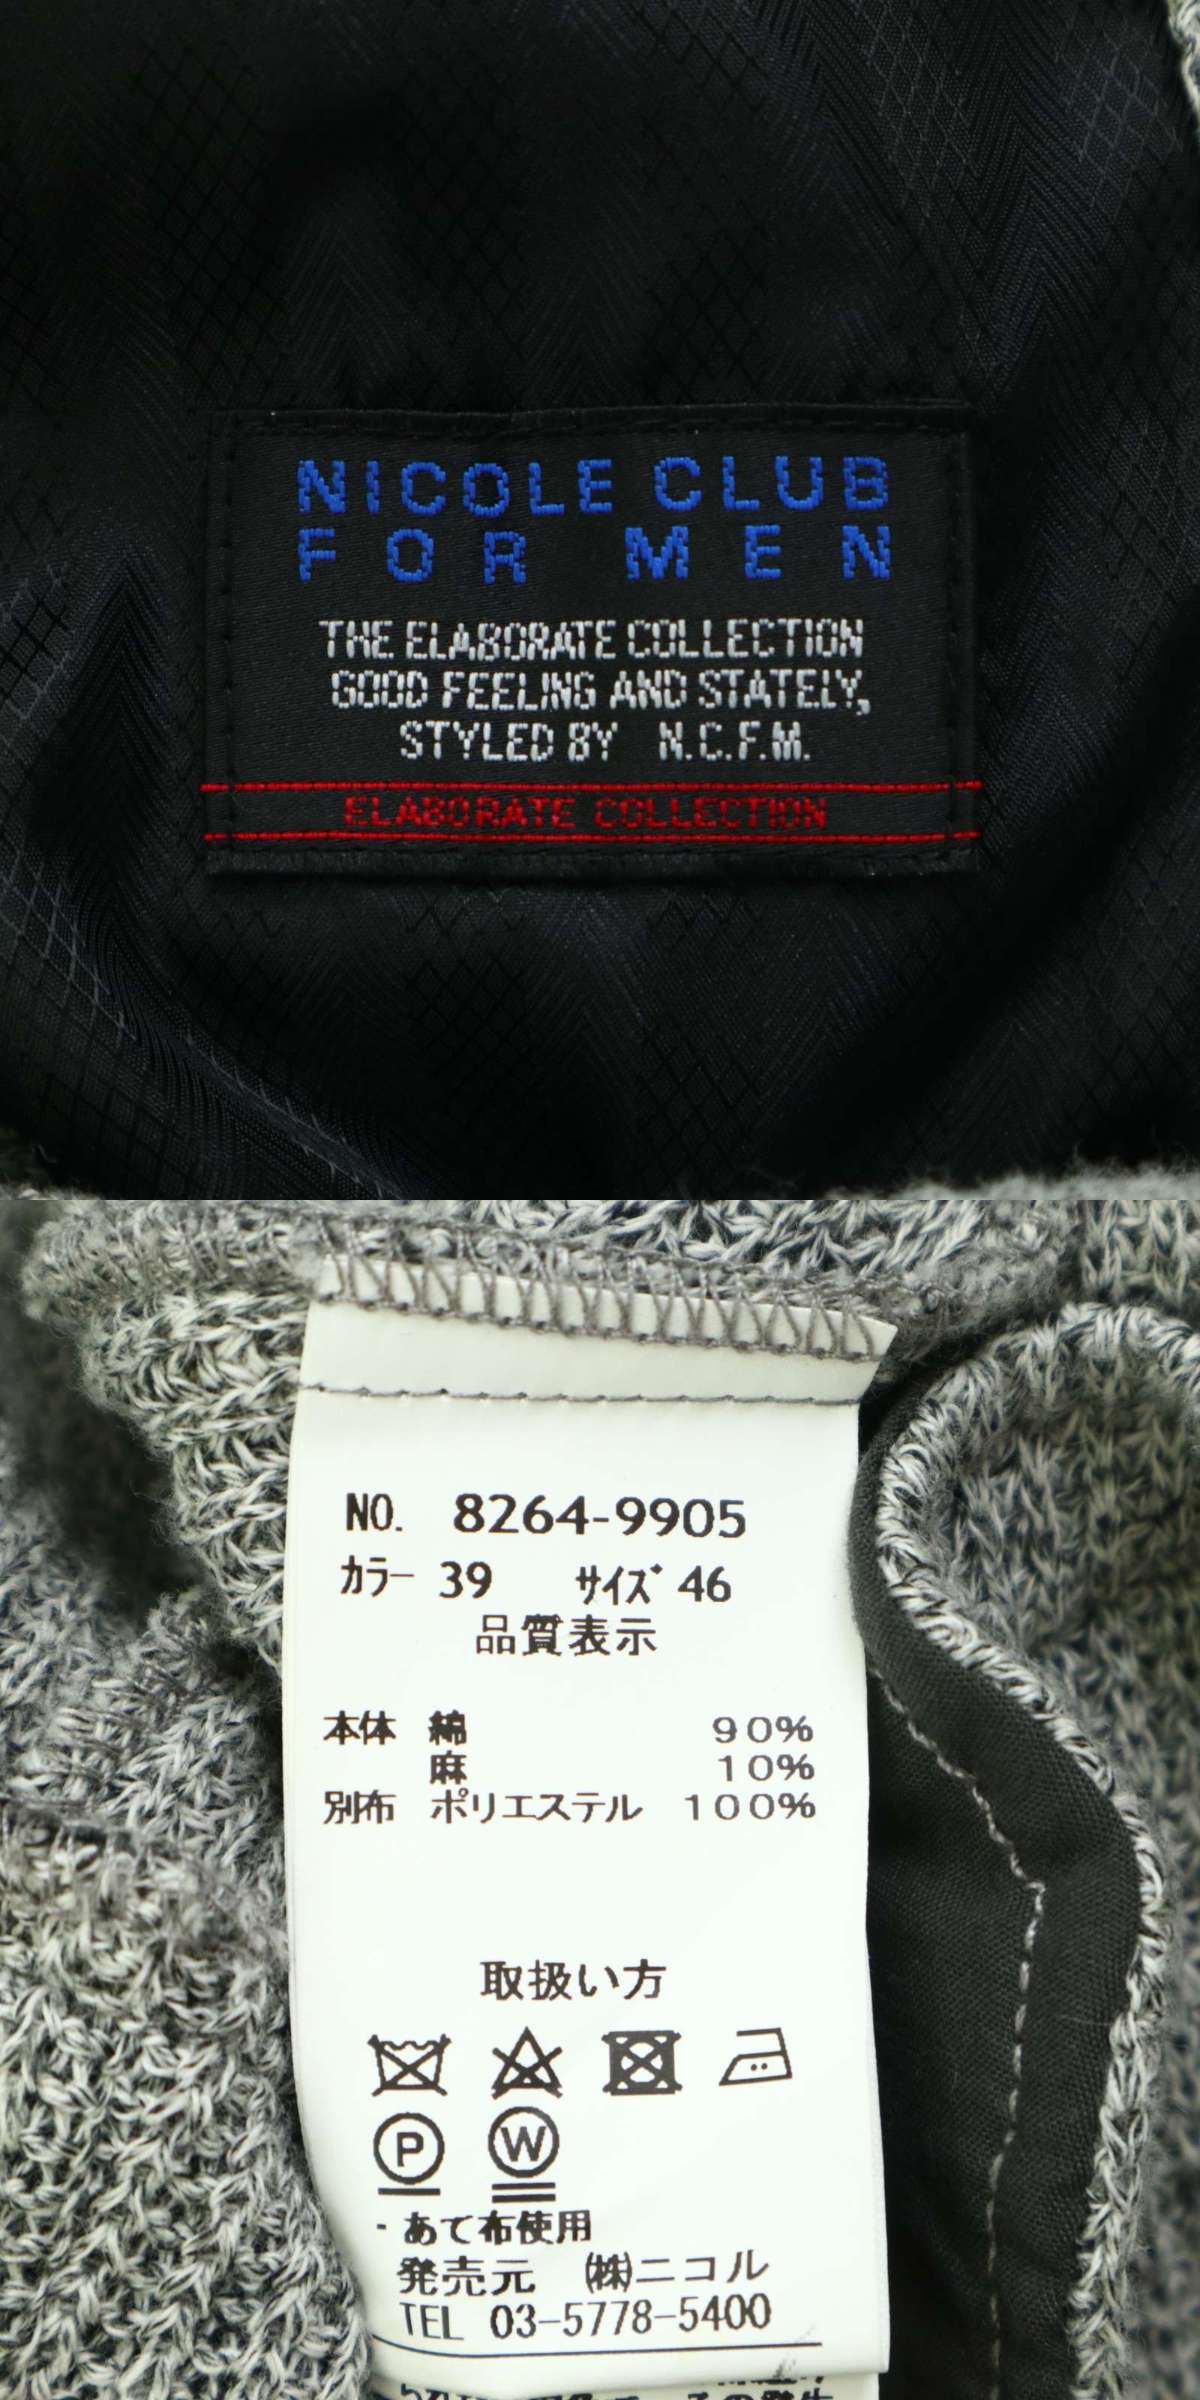 NICOLE CLUB
FOR MEN
THE ELABORATE COLLECTION
GOOD FEELING AND STATELY,
STYLED BY N.C.F.M.
ELABORATE COLLECTION
NO. 8264-9905
カラー 39 サイズ 46
品質表示
本体 綿 90%
麻 10%
別布 ポリエステル 100%
取扱い方
P W
・あて布使用
発売元 ㈱ニコル
TEL 03-5778-5400